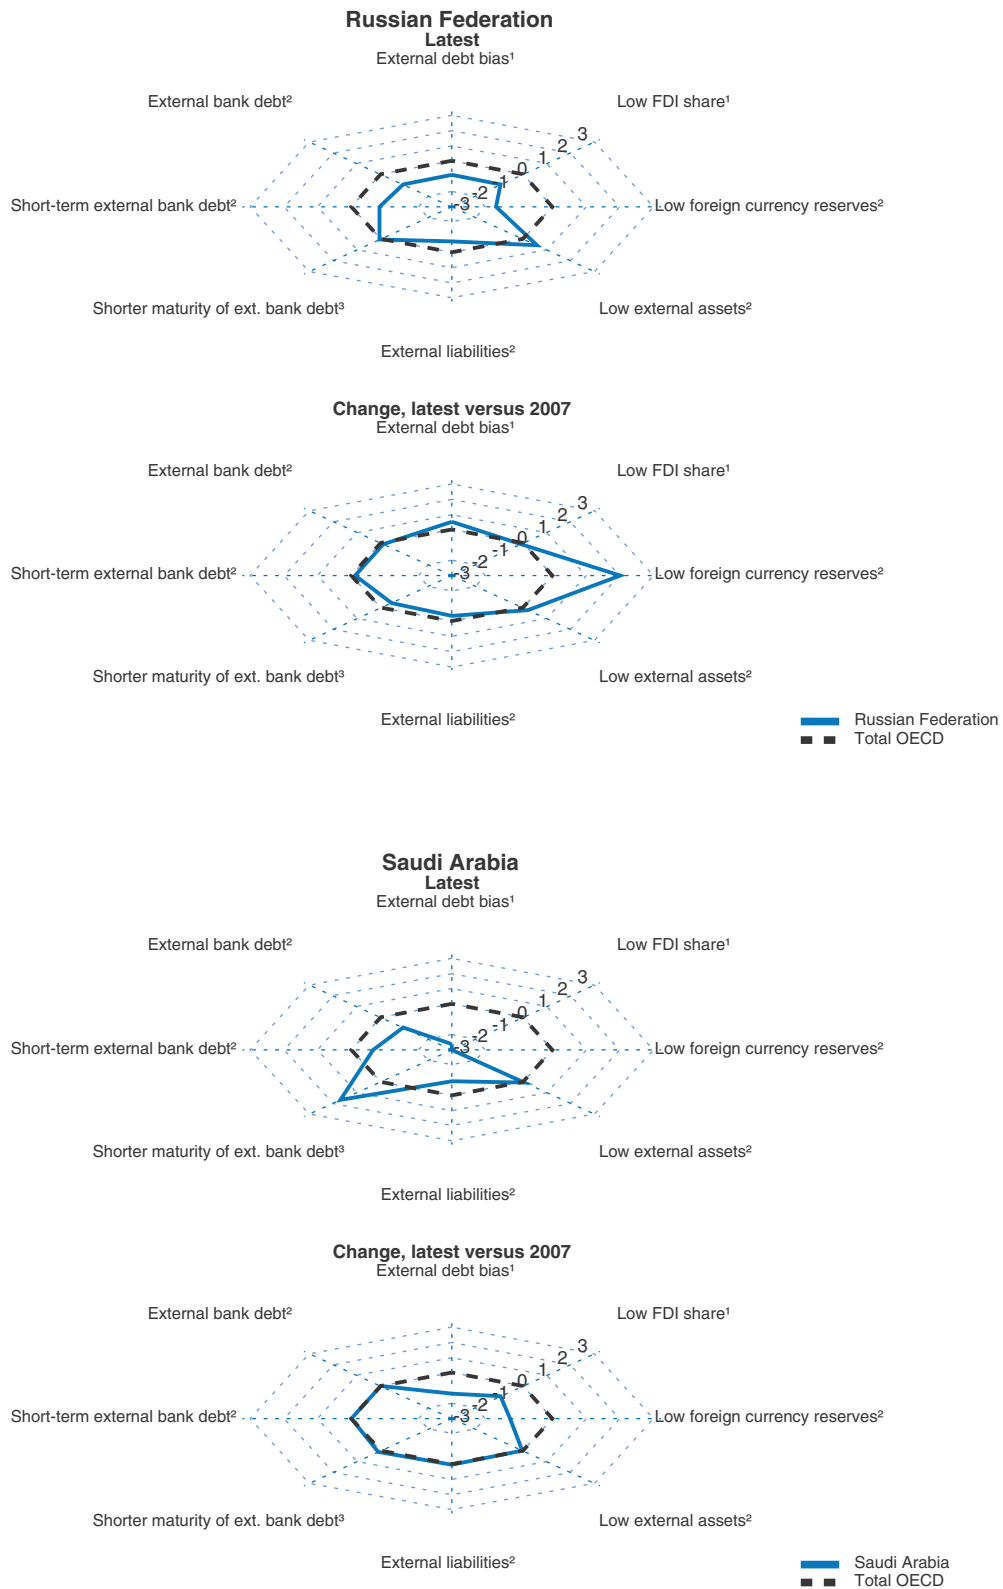 Russian Federation
Latest
External debt bias¹
External bank debt²
Low FDI share¹
3
2
1
0
-1
-2
-3
Short-term external bank debt²
Low foreign currency reserves²
Shorter maturity of ext. bank debt³
Low external assets²
External liabilities²
Change, latest versus 2007
External debt bias¹
External bank debt²
Low FDI share¹
3
2
1
0
-1
-2
-3
Short-term external bank debt²
Low foreign currency reserves²
Shorter maturity of ext. bank debt³
Low external assets²
External liabilities²
Russian Federation
Total OECD
Saudi Arabia
Latest
External debt bias¹
External bank debt²
Low FDI share¹
3
2
1
0
-1
-2
-3
Short-term external bank debt²
Low foreign currency reserves²
Shorter maturity of ext. bank debt³
Low external assets²
External liabilities²
Change, latest versus 2007
External debt bias¹
External bank debt²
Low FDI share¹
3
2
1
0
-1
-2
-3
Short-term external bank debt²
Low foreign currency reserves²
Shorter maturity of ext. bank debt³
Low external assets²
External liabilities²
Saudi Arabia
Total OECD